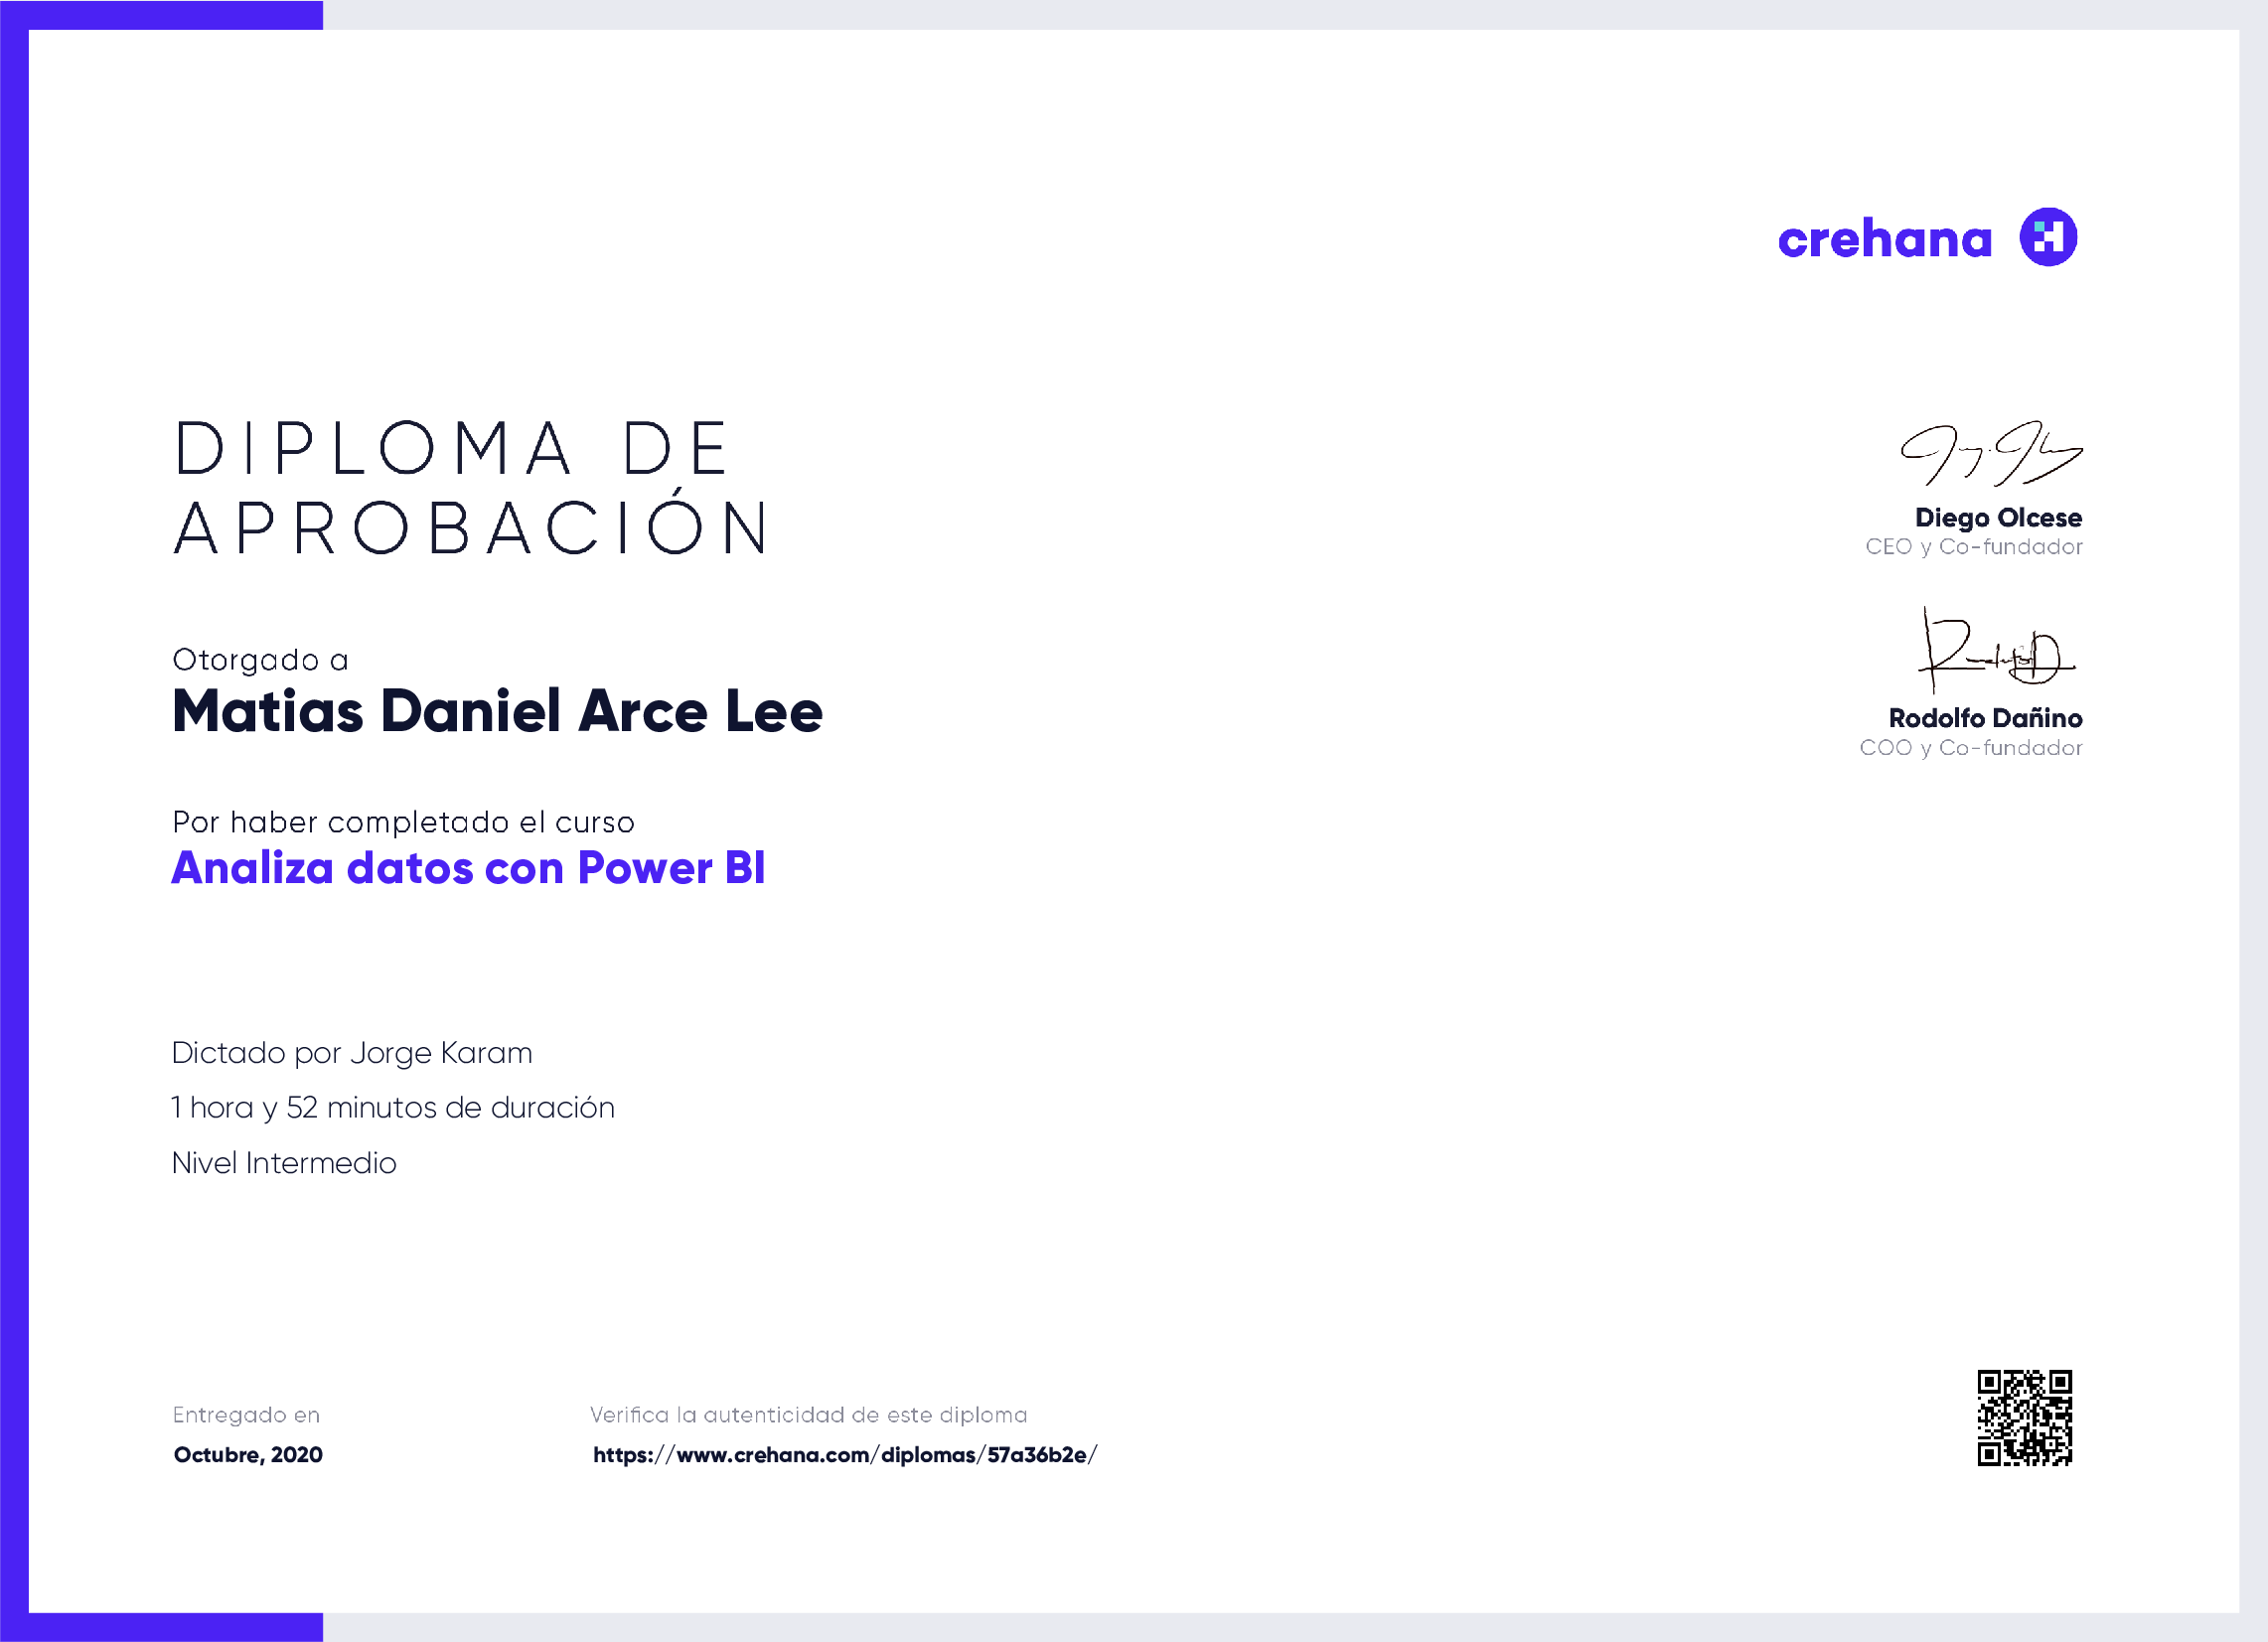 crehana
DIPLOMA DE
APROBACIÓN
Otorgado a
Matias Daniel Arce Lee
Por haber completado el curso
Analiza datos con Power BI
Dictado por Jorge Karam
1 hora y 52 minutos de duración
Nivel Intermedio
Diego Olcese
CEO y Co-fundador
Rodolfo Dañino
COO y Co-fundador
Entregado en
Octubre, 2020
Verifica la autenticidad de este diploma
https://www.crehana.com/diplomas/57a36b2e/